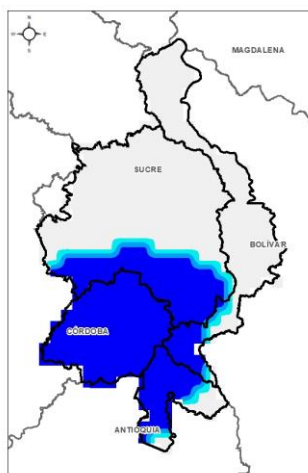 N
W E
S
MAGDALENA
SUCRE
BOLÍVAR
CÓRDOBA
ANTIOQUIA